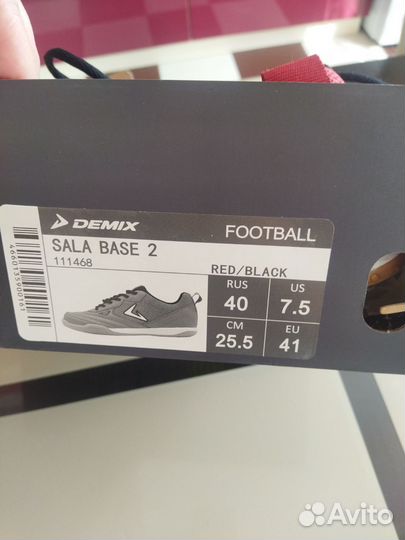 DEMIX
FOOTBALL
SALA BASE 2
111468
RED/BLACK
RUS
40
US
7.5
CM
25.5
EU
41
4660135900161
Avito